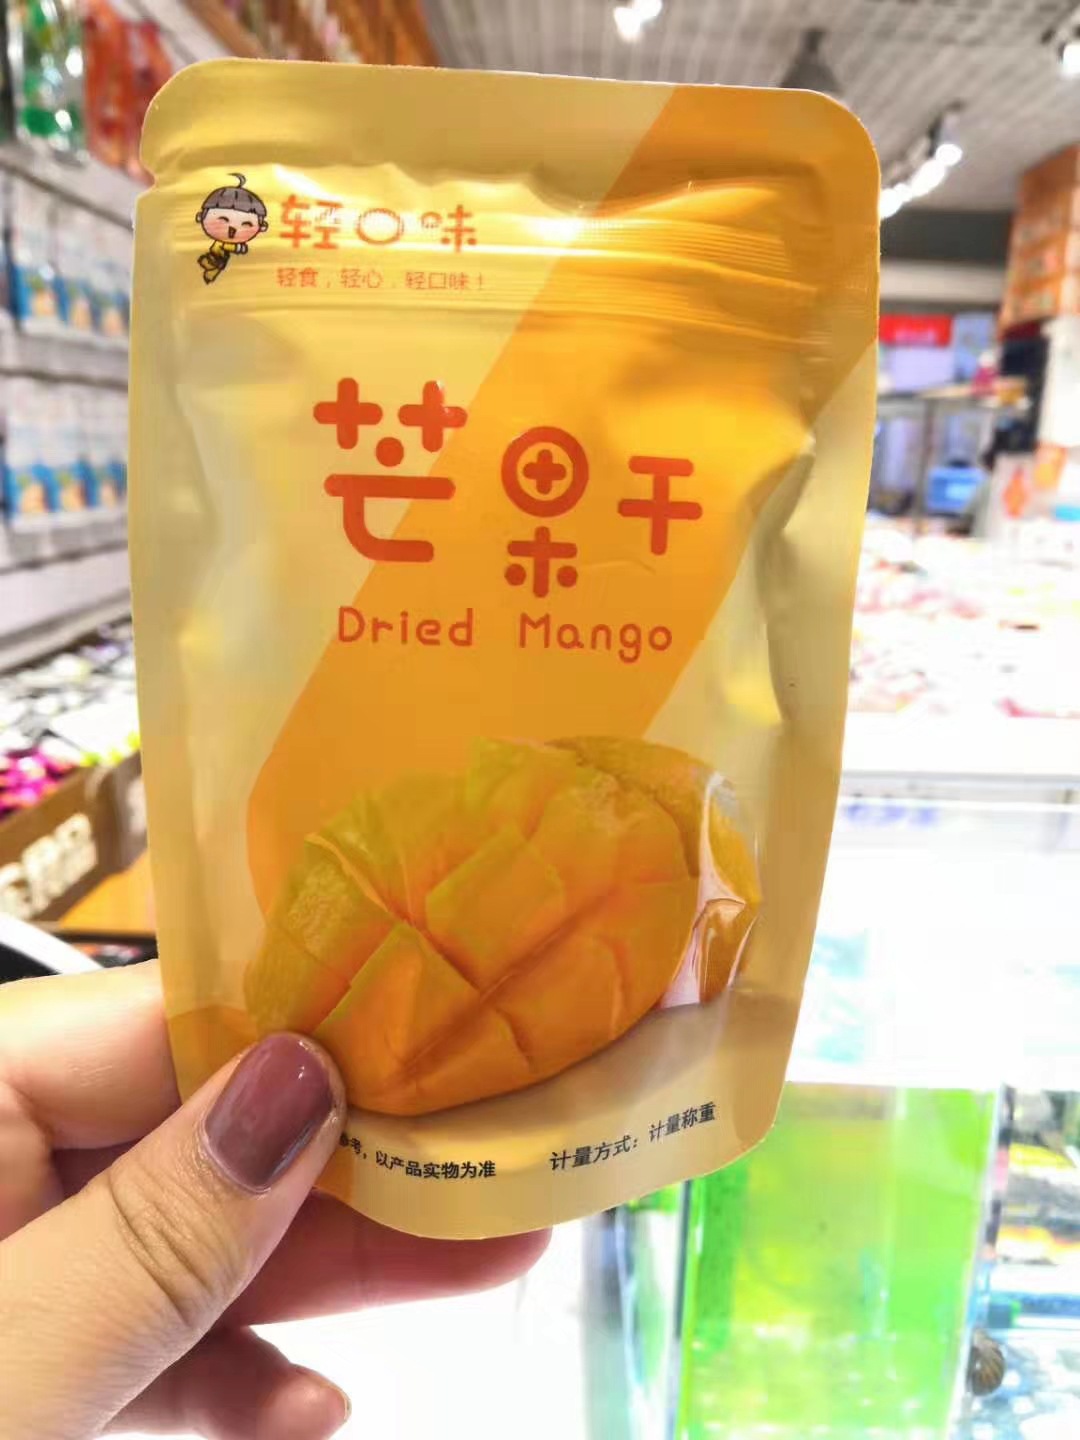 轻口味
轻食，轻心，轻口味！
芒果干
Dried Mango
考，以产品实物为准
计量方式：计量称重